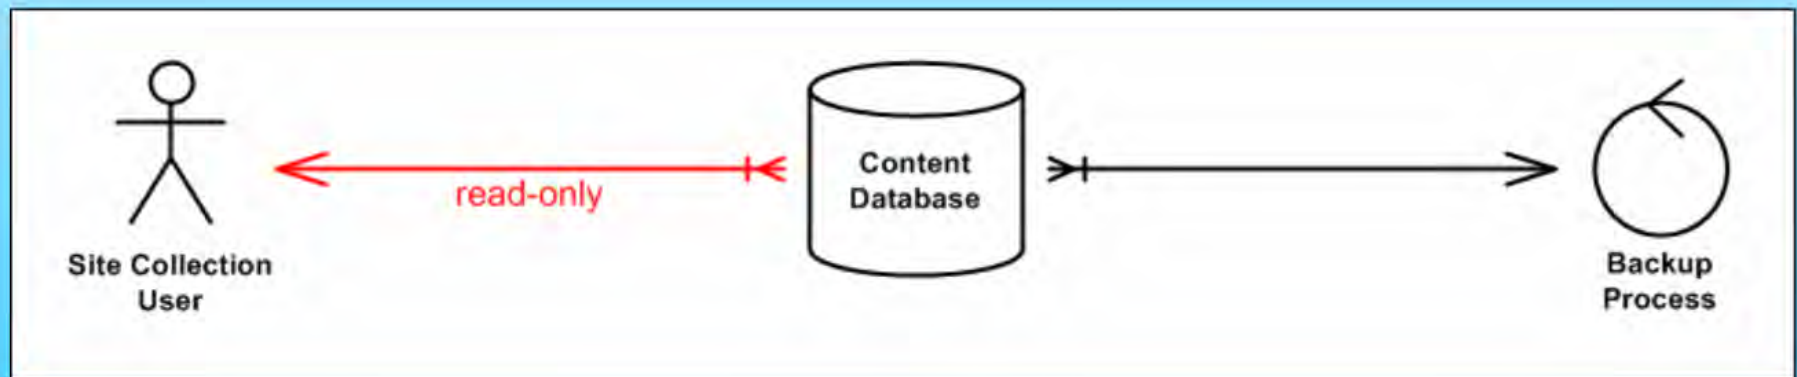 read-only
Content
Database
Site Collection
User
Backup
Process